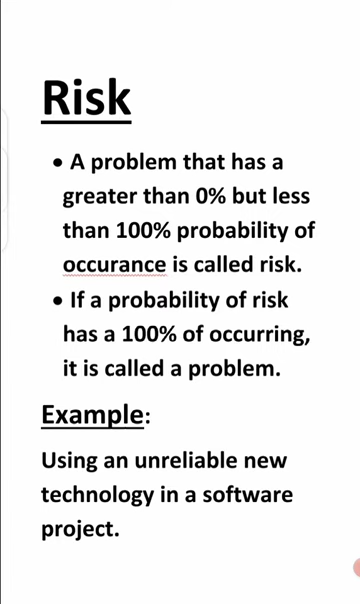 Risk
• A problem that has a
greater than 0% but less
than 100% probability of
occurance is called risk.
• If a probability of risk
has a 100% of occurring,
it is called a problem.
Example:
Using an unreliable new
technology in a software
project.